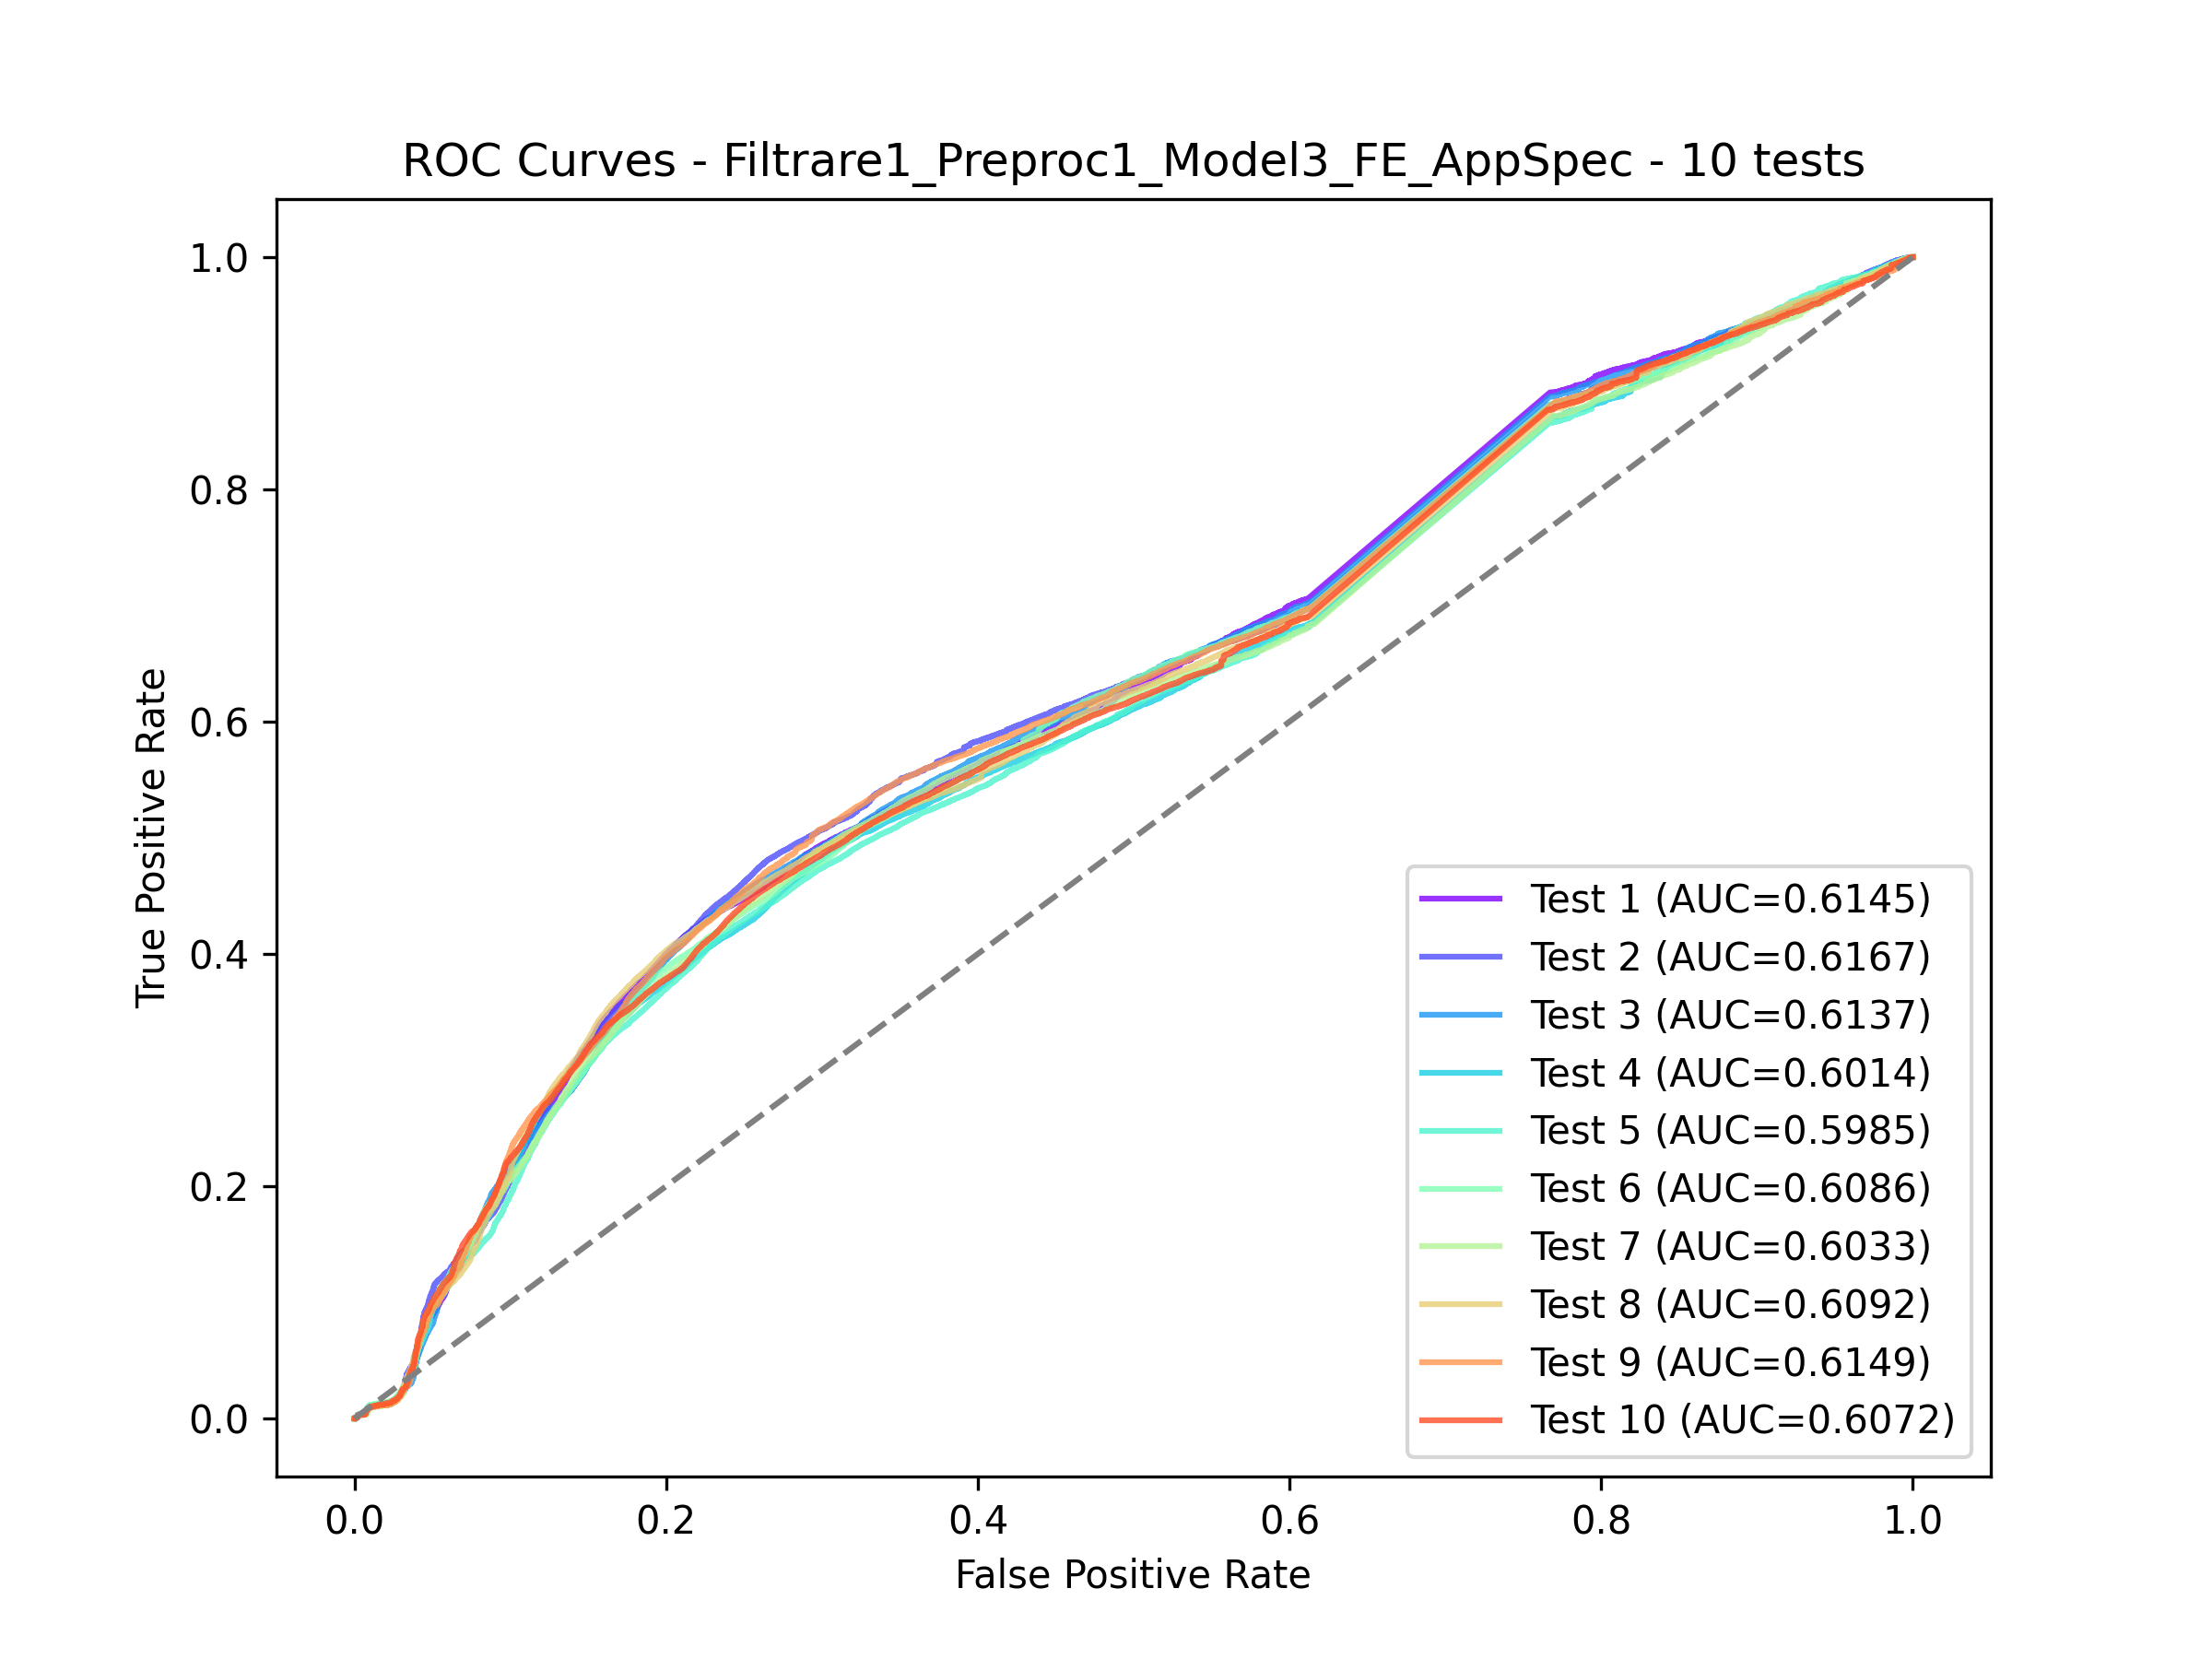 ROC Curves - Filtrare1_Preproc1_Model3_FE_AppSpec - 10 tests
True Positive Rate
1.0
0.8
0.6
0.4
0.2
0.0
Test 1 (AUC=0.6145)
Test 2 (AUC=0.6167)
Test 3 (AUC=0.6137)
Test 4 (AUC=0.6014)
Test 5 (AUC=0.5985)
Test 6 (AUC=0.6086)
Test 7 (AUC=0.6033)
Test 8 (AUC=0.6092)
Test 9 (AUC=0.6149)
Test 10 (AUC=0.6072)
0.0 0.2 0.4 0.6 0.8 1.0
False Positive Rate